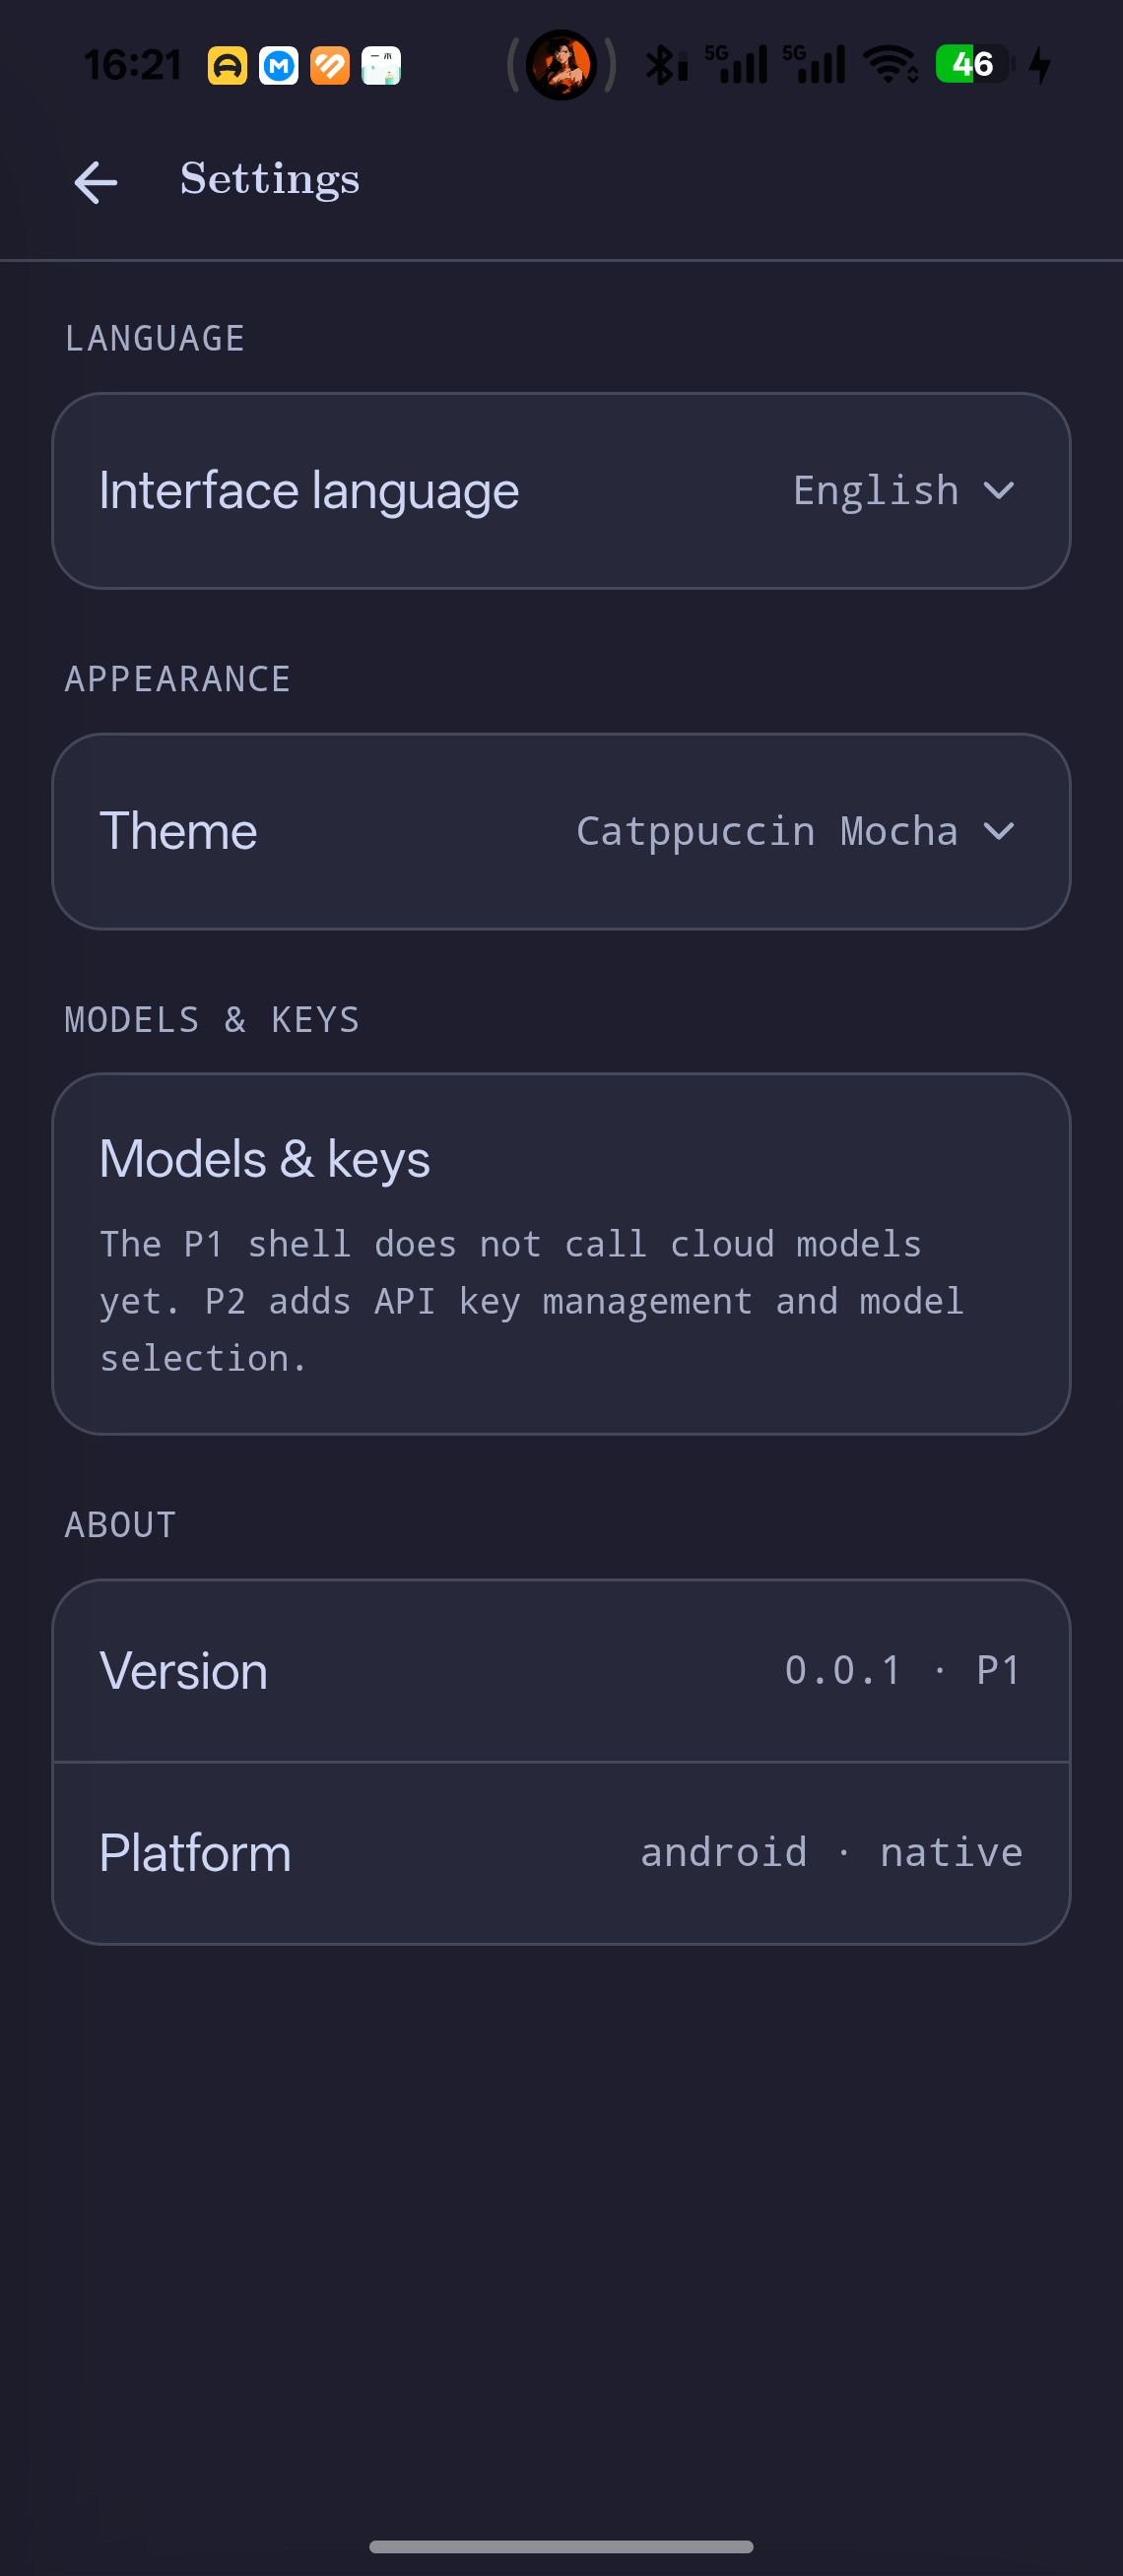 16:21
5G
5G
46
Settings
LANGUAGE
Interface language
English
APPEARANCE
Theme
Catppuccin Mocha
MODELS & KEYS
Models & keys
The P1 shell does not call cloud models
yet. P2 adds API key management and model
selection.
ABOUT
Version
0.0.1 · P1
Platform
android · native